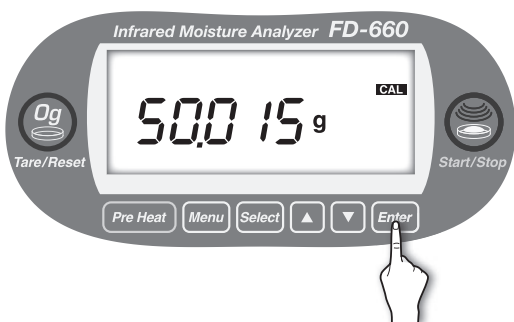 Infrared Moisture Analyzer FD-660
CAL
50.015 g
0g
Tare/Reset
Start/Stop
Pre Heat Menu Select ▲ ▼ Enter